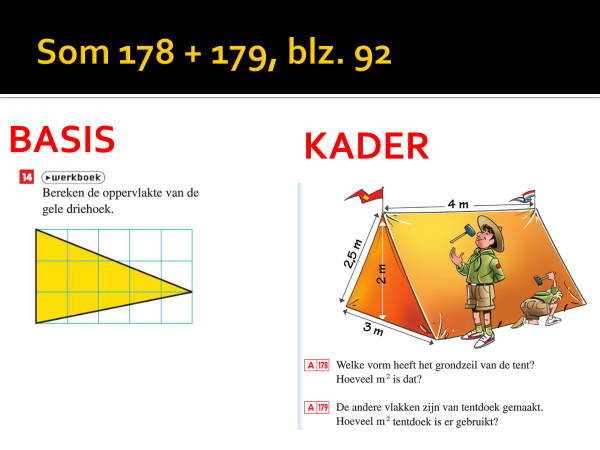 Som 178 + 179, blz. 92
BASIS
14 ▸werkboek
Bereken de oppervlakte van de
gele driehoek.
KADER
4 m
2,5 m
2 m
3 m
A 178 Welke vorm heeft het grondzeil van de tent?
Hoeveel m² is dat?
A 179 De andere vlakken zijn van tentdoek gemaakt.
Hoeveel m² tentdoek is er gebruikt?